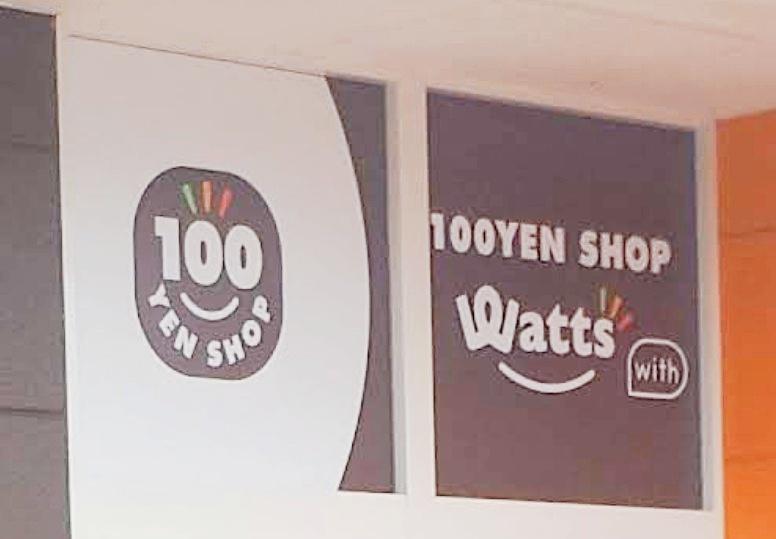 100
YEN SHOP
100YEN SHOP
Watts
with